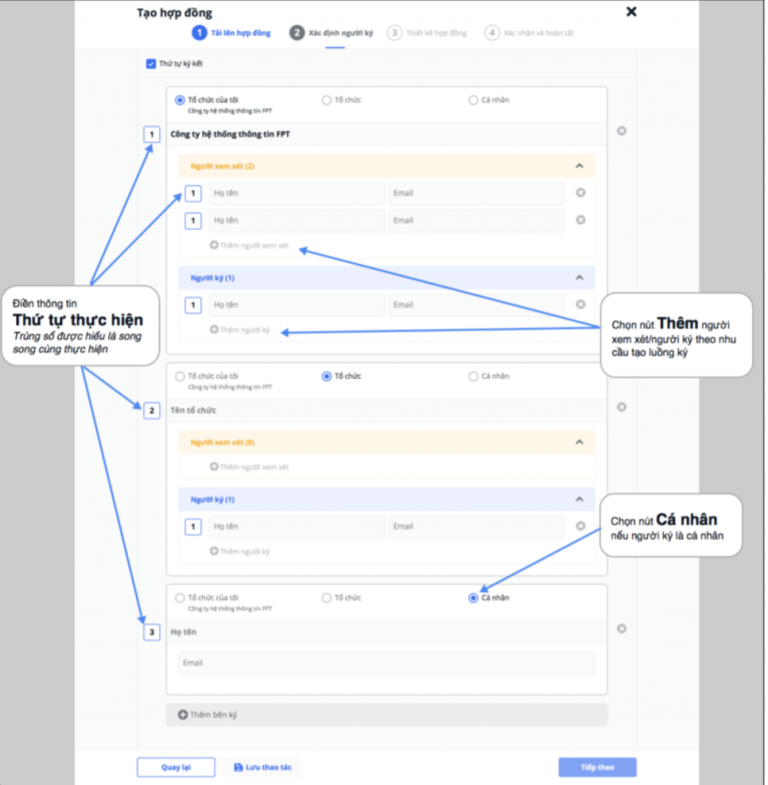 Tạo hợp đồng
1 Tải lên hợp đồng 2 Xác định người ký 3 Thiết kế hợp đồng 4 Xác nhận và hoàn tất
Thứ tự ký kết
Tổ chức của tôi Tổ chức Cá nhân
Công ty hệ thống thông tin FPT
1 Công ty hệ thống thông tin FPT
Người xem xét (2)
1 Họ tên Email
1 Họ tên Email
Thêm người xem xét
Người ký (1)
1 Họ tên Email
Thêm người ký
Điền thông tin
Thứ tự thực hiện
Trùng số được hiểu là song
song cùng thực hiện
Chọn nút Thêm người
xem xét/người ký theo nhu
cầu tạo luồng ký
Tổ chức của tôi Tổ chức Cá nhân
Công ty hệ thống thông tin FPT
2 Tên tổ chức
Người xem xét (0)
Thêm người xem xét
Người ký (1)
1 Họ tên Email
Thêm người ký
Chọn nút Cá nhân
nếu người ký là cá nhân
Tổ chức của tôi Tổ chức Cá nhân
Công ty hệ thống thông tin FPT
3 Họ tên
Email
Thêm bên ký
Quay lại Lưu thao tác Tiếp theo